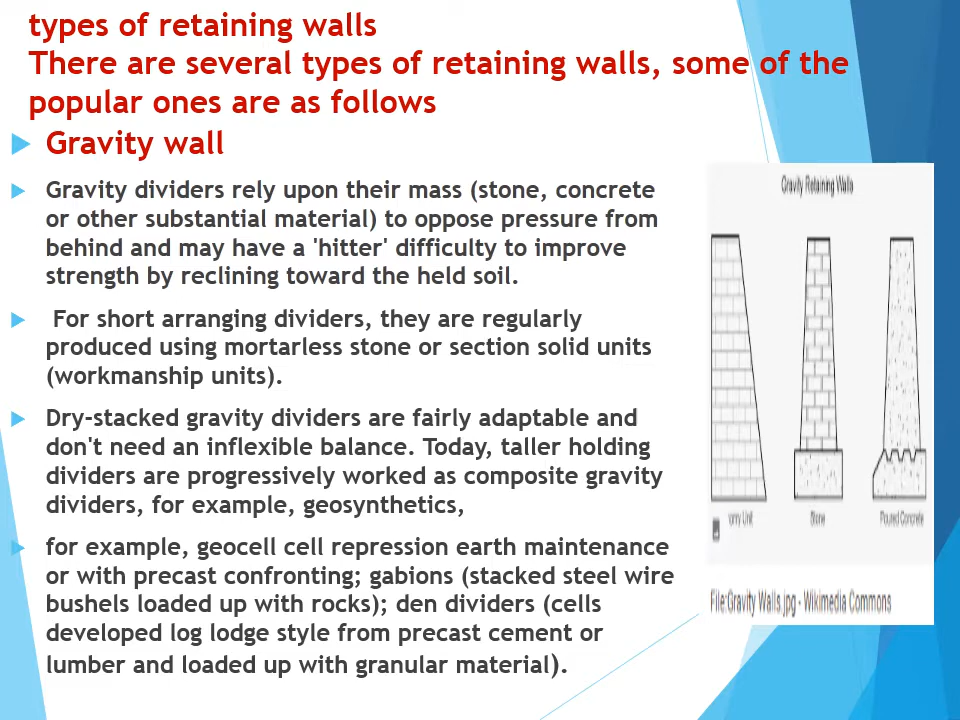 types of retaining walls
There are several types of retaining walls, some of the
popular ones are as follows
Gravity wall
Gravity dividers rely upon their mass (stone, concrete
or other substantial material) to oppose pressure from
behind and may have a 'hitter' difficulty to improve
strength by reclining toward the held soil.
For short arranging dividers, they are regularly
produced using mortarless stone or section solid units
(workmanship units).
Dry-stacked gravity dividers are fairly adaptable and
don't need an inflexible balance. Today, taller holding
dividers are progressively worked as composite gravity
dividers, for example, geosynthetics,
for example, geocell cell repression earth maintenance
or with precast confronting; gabions (stacked steel wire
bushels loaded up with rocks); den dividers (cells
developed log lodge style from precast cement or
lumber and loaded up with granular material).
Gravity Retaining Walls
Unit
Stone
Poured Concrete
File:Gravity Walls.jpg - Wikimedia Commons